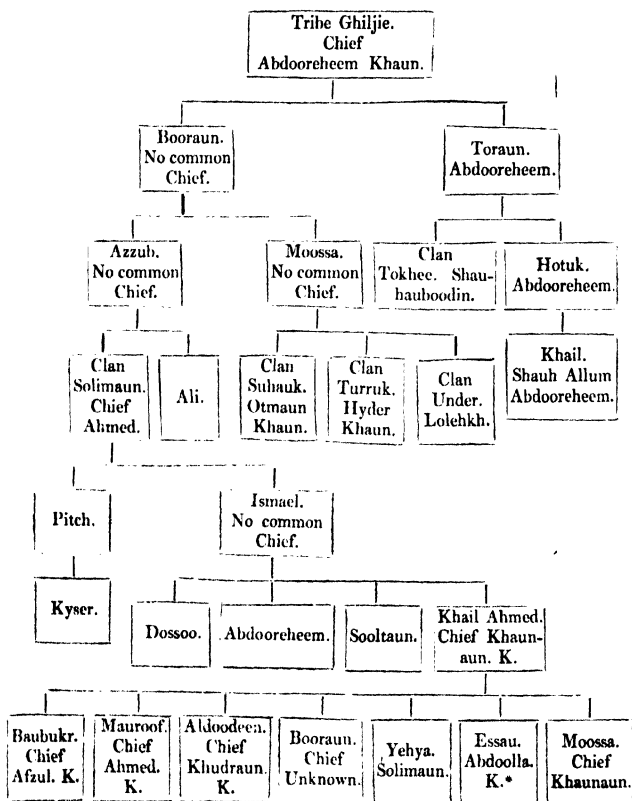 Tribe Ghiljie.
Chief
Abdooreheem Khaun.
Booraun.
No common
Chief.
Toraun.
Abdooreheem.
Azzub.
No common
Chief.
Moossa.
No common
Chief.
Clan
Tokhee. Shau-
hauboodin.
Hotuk.
Abdooreheem.
Clan
Solimaun.
Chief
Ahmed.
Ali.
Clan
Suhauk.
Otmaun
Khaun.
Clan
Turruk.
Hyder
Khaun.
Clan
Under.
Lolehkh.
Khail.
Shauh Allum
Abdooreheem.
Pitch.
Ismael.
No common
Chief.
Kyser.
Dossoo.
Abdooreheem.
Sooltaun.
Khail Ahmed.
Chief Khaun-
aun. K.
Baubukr.
Chief
Afzul. K.
Mauroof.
Chief
Ahmed.
K.
Aldoodeen.
Chief
Khudraun.
K.
Booraun.
Chief
Unknown.
Yehya.
Solimaun.
Essau.
Abdoolla.
K.*
Moossa.
Chief
Khaunaun.